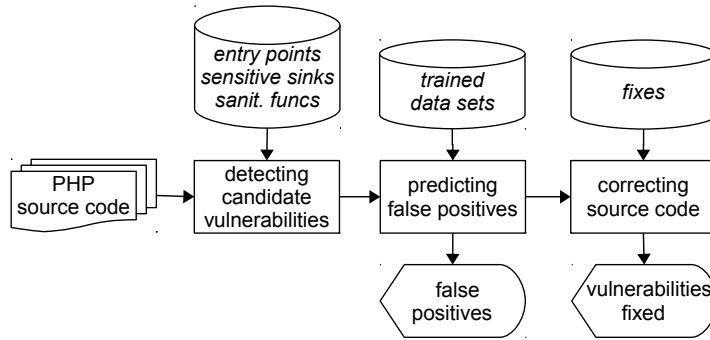 entry points
sensitive sinks
sanit. funcs
trained
data sets
fixes
PHP
source code
detecting
candidate
vulnerabilities
predicting
false positives
correcting
source code
false
positives
vulnerabilities
fixed